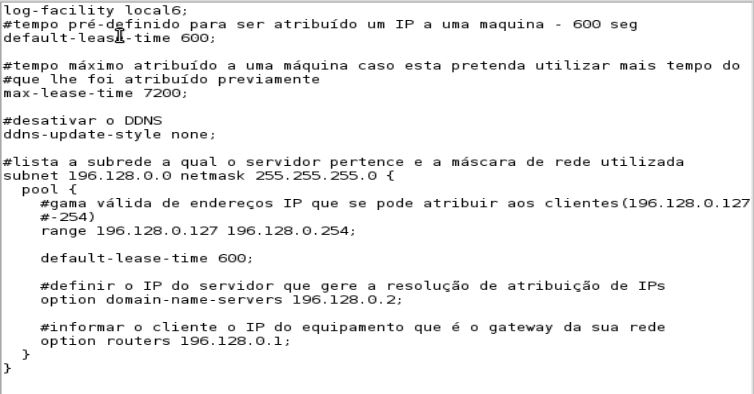 log-facility local6;
#tempo pré-definido para ser atribuído um IP a uma maquina - 600 seg
default-lease-time 600;
#tempo máximo atribuído a uma máquina caso esta pretenda utilizar mais tempo do
#que lhe foi atribuído previamente
max-lease-time 7200;
#desativar o DDNS
ddns-update-style none;
#lista a subrede a qual o servidor pertence e a máscara de rede utilizada
subnet 196.128.0.0 netmask 255.255.255.0 {
  pool {
    #gama válida de endereços IP que se pode atribuir aos clientes(196.128.0.127
    #-254)
    range 196.128.0.127 196.128.0.254;
    default-lease-time 600;
    #definir o IP do servidor que gere a resolução de atribuição de IPs
    option domain-name-servers 196.128.0.2;
    #informar o cliente o IP do equipamento que é o gateway da sua rede
    option routers 196.128.0.1;
  }
}